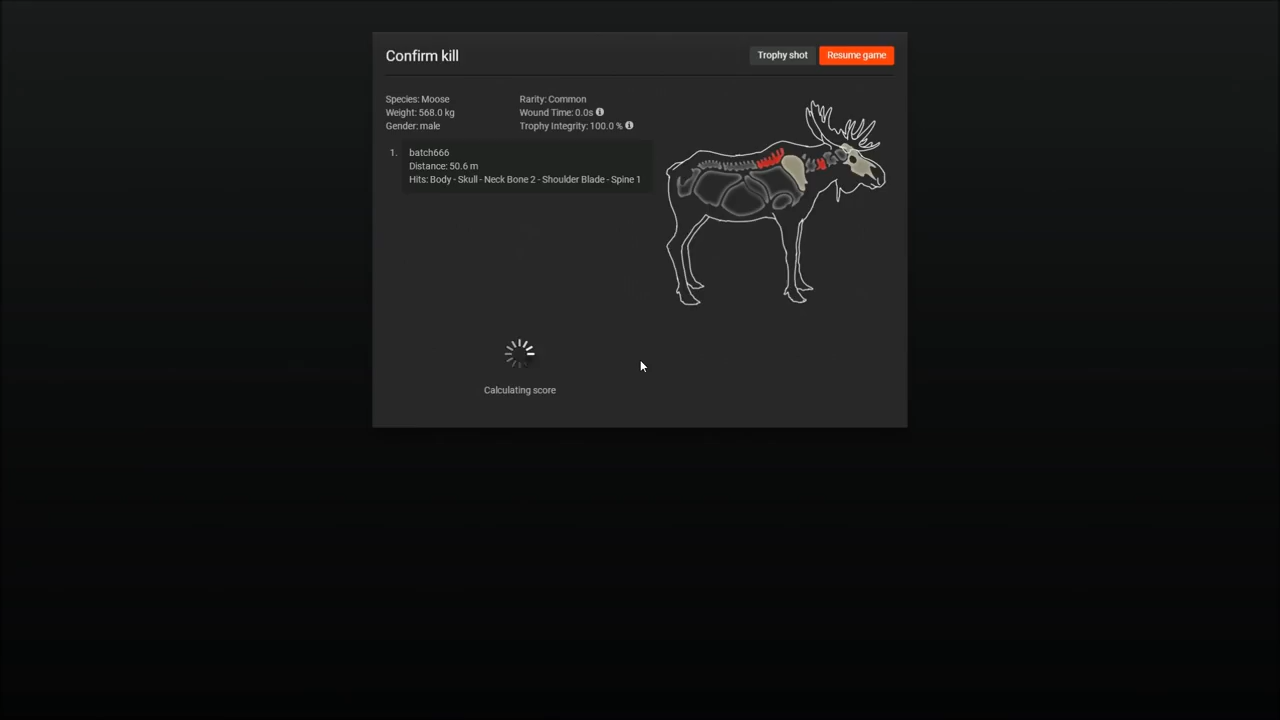 Confirm kill
Trophy shot
Resume game
Species: Moose
Rarity: Common
Weight: 568.0 kg
Wound Time: 0.0s
Gender: male
Trophy Integrity: 100.0 %
1. batch666
Distance: 50.6 m
Hits: Body - Skull - Neck Bone 2 - Shoulder Blade - Spine 1
Calculating score